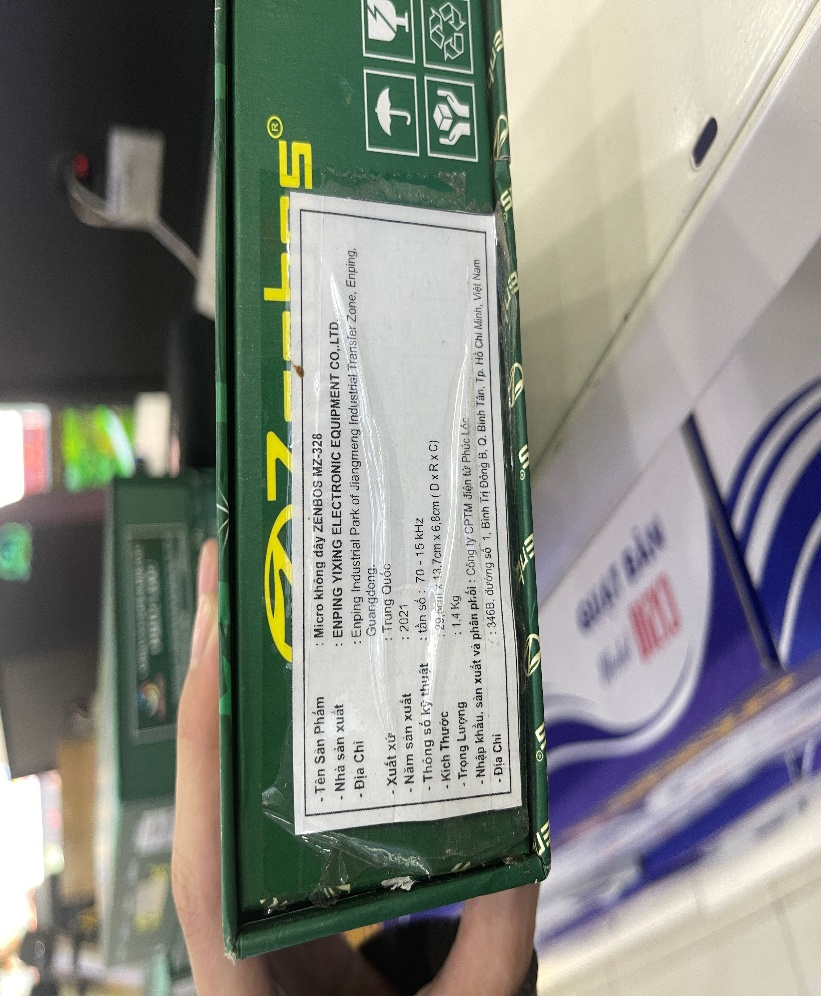 Zenbos®
- Tên Sản Phẩm : Micro không dây ZENBOS MZ-328
- Nhà sản xuất : ENPING YIXING ELECTRONIC EQUIPMENT CO,.LTD.
- Địa Chỉ : Enping Industrial Park of Jiangmeng Industrial Transfer Zone, Enping,
Guangdong,
- Xuất xứ : Trung Quốc
- Năm sản xuất : 2021
- Thông số kỹ thuật : tần số : 70 - 15 kHz
- Kích Thước : 29,5cm x 13,7cm x 6,8cm ( D x R x C)
- Trọng Lượng : 1,4 Kg
- Nhập khẩu, sản xuất và phân phối : Công ty CPTM điện tử Phúc Lộc
- Địa Chỉ : 346B, đường số 1, Bình Trị Đông B, Q. Bình Tân, Tp. Hồ Chí Minh, Việt Nam
QUẠT BÀN